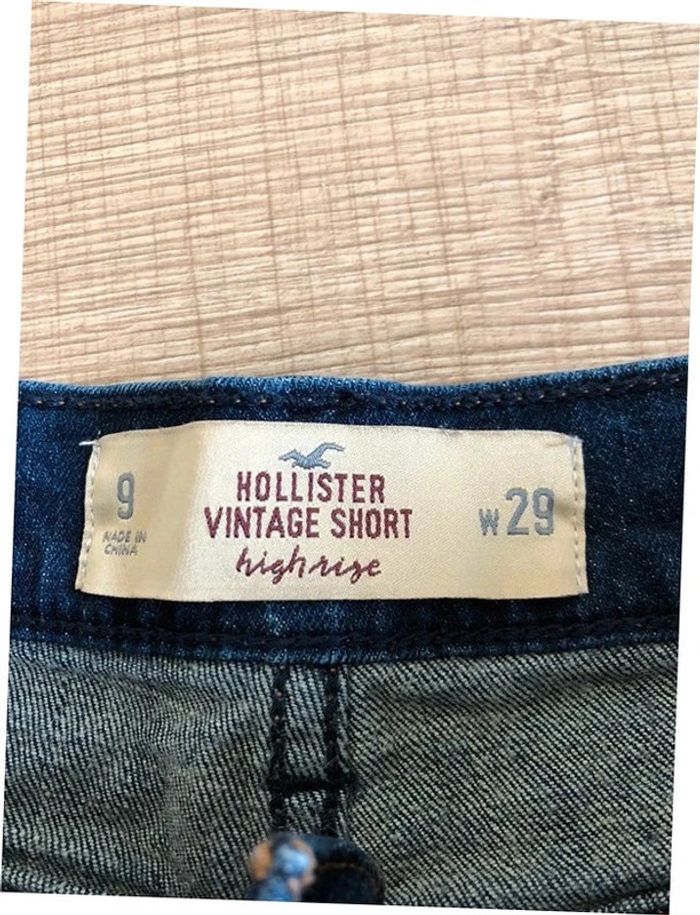 9
MADE IN
CHINA
HOLLISTER
VINTAGE SHORT
high rise
W29